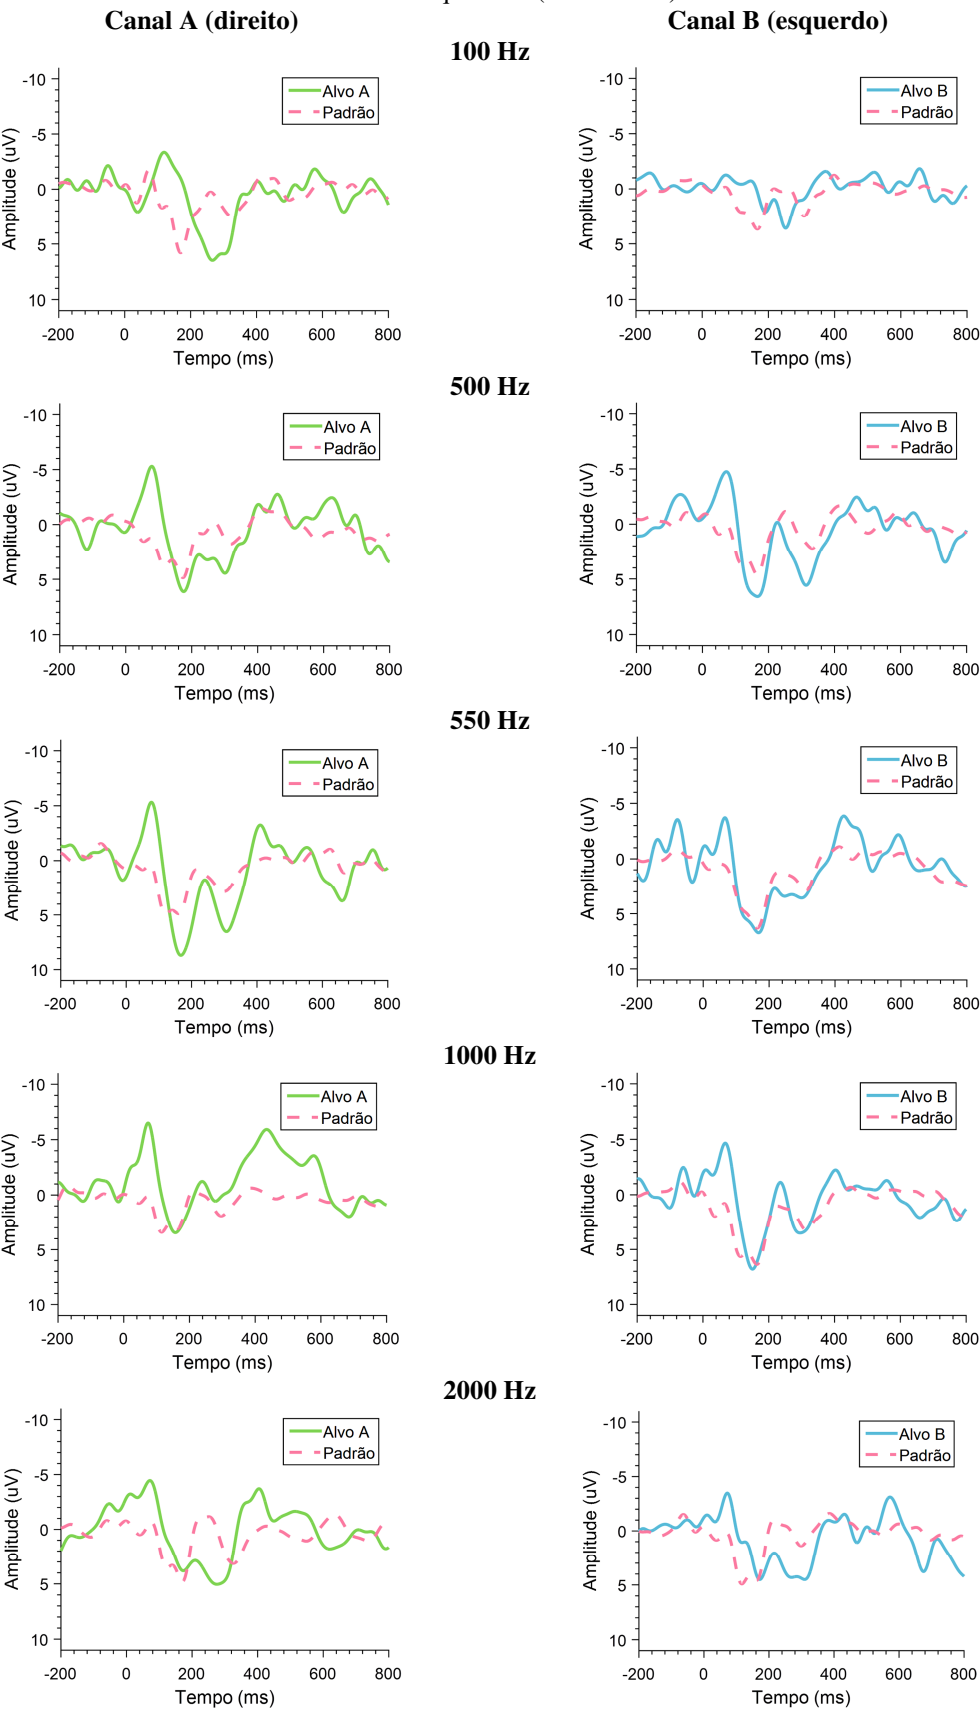 Canal A (direito) Canal B (esquerdo)
100 Hz
-10 -5 0 5 10
Amplitude (uV)
Alvo A
Padrão
-200 0 200 400 600 800
Tempo (ms)
-10 -5 0 5 10
Amplitude (uV)
Alvo B
Padrão
-200 0 200 400 600 800
Tempo (ms)
500 Hz
-10 -5 0 5 10
Amplitude (uV)
Alvo A
Padrão
-200 0 200 400 600 800
Tempo (ms)
-10 -5 0 5 10
Amplitude (uV)
Alvo B
Padrão
-200 0 200 400 600 800
Tempo (ms)
550 Hz
-10 -5 0 5 10
Amplitude (uV)
Alvo A
Padrão
-200 0 200 400 600 800
Tempo (ms)
-10 -5 0 5 10
Amplitude (uV)
Alvo B
Padrão
-200 0 200 400 600 800
Tempo (ms)
1000 Hz
-10 -5 0 5 10
Amplitude (uV)
Alvo A
Padrão
-200 0 200 400 600 800
Tempo (ms)
-10 -5 0 5 10
Amplitude (uV)
Alvo B
Padrão
-200 0 200 400 600 800
Tempo (ms)
2000 Hz
-10 -5 0 5 10
Amplitude (uV)
Alvo A
Padrão
-200 0 200 400 600 800
Tempo (ms)
-10 -5 0 5 10
Amplitude (uV)
Alvo B
Padrão
-200 0 200 400 600 800
Tempo (ms)